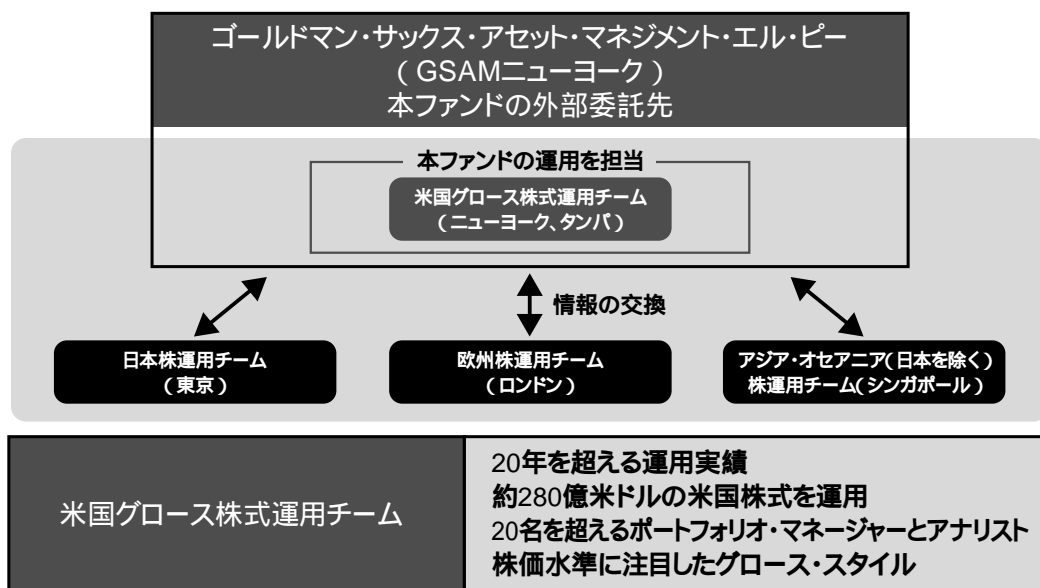 ゴールドマン・サックス・アセット・マネジメント・エル・ピー
（GSAMニューヨーク）
本ファンドの外部委託先
本ファンドの運用を担当
米国グロース株式運用チーム
（ニューヨーク、タンパ）
情報の交換
日本株運用チーム
（東京）
欧州株運用チーム
（ロンドン）
アジア・オセアニア（日本を除く）
株運用チーム（シンガポール）
米国グロース株式運用チーム
20年を超える運用実績
約280億米ドルの米国株式を運用
20名を超えるポートフォリオ・マネージャーとアナリスト
株価水準に注目したグロース・スタイル